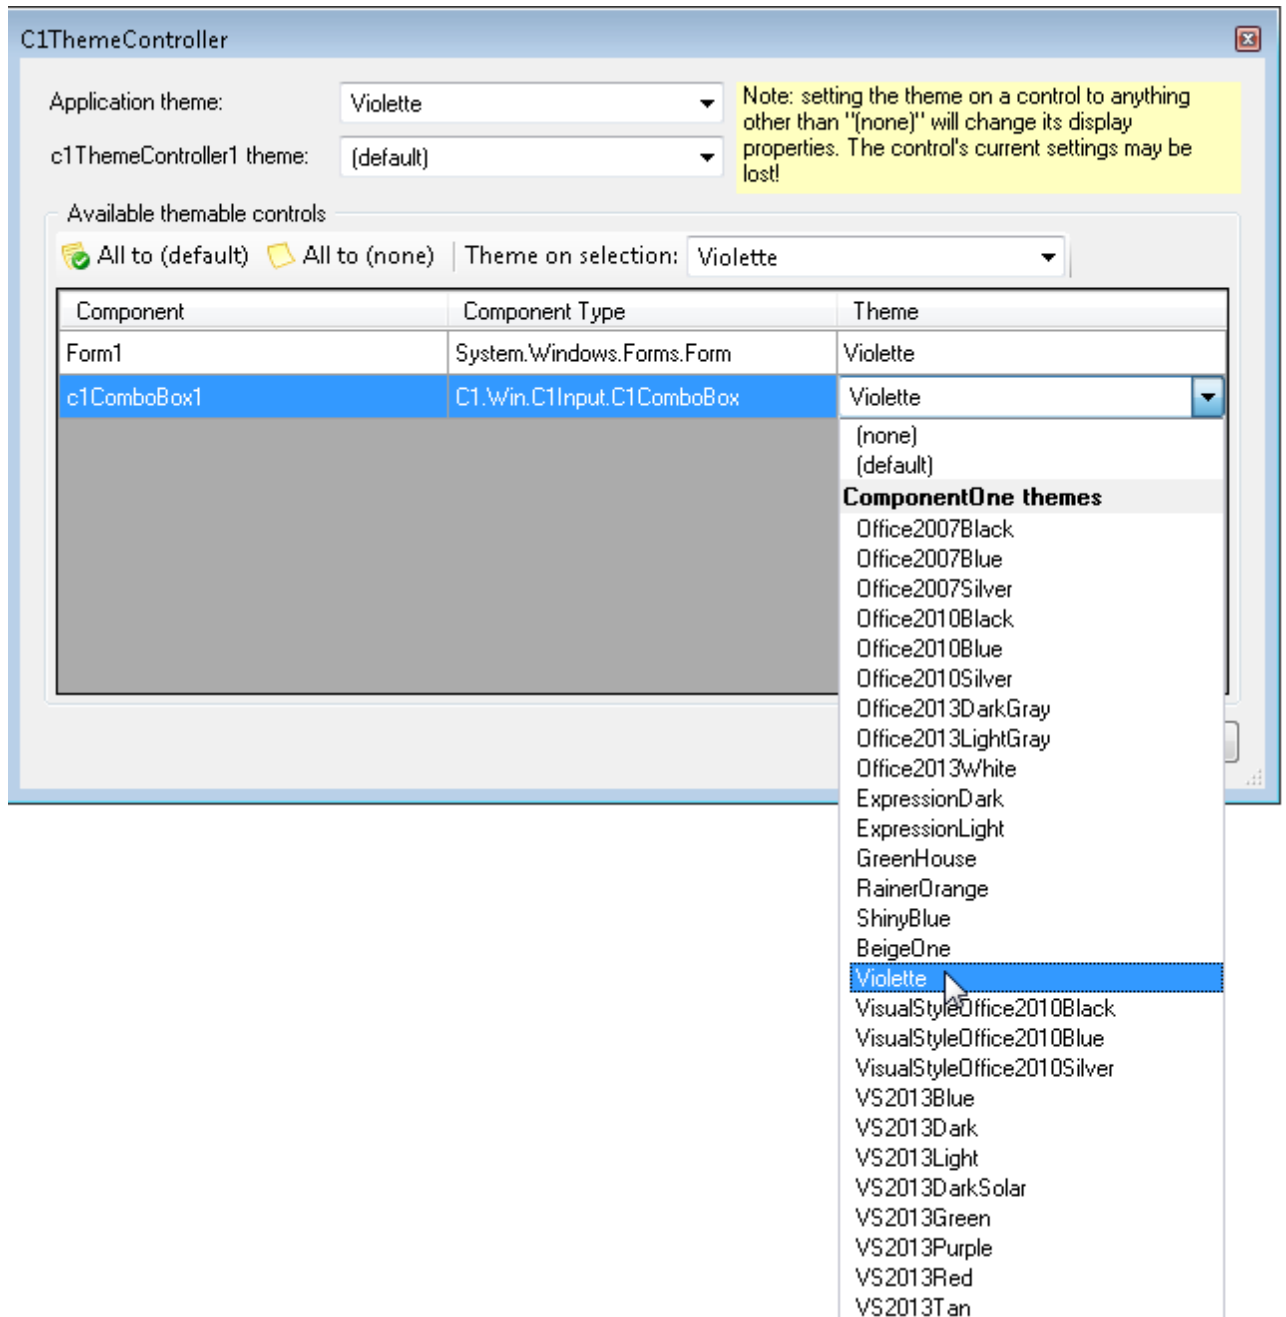 C1ThemeController
Application theme:
Violette
c1ThemeController1 theme:
(default)
Note: setting the theme on a control to anything
other than "(none)" will change its display
properties. The control's current settings may be
lost!
Available themable controls
All to (default)
All to (none)
Theme on selection:
Violette
Component
Component Type
Theme
Form1
System.Windows.Forms.Form
Violette
c1ComboBox1
C1.Win.C1Input.C1ComboBox
Violette
(none)
(default)
ComponentOne themes
Office2007Black
Office2007Blue
Office2007Silver
Office2010Black
Office2010Blue
Office2010Silver
Office2013DarkGray
Office2013LightGray
Office2013White
ExpressionDark
ExpressionLight
GreenHouse
RainerOrange
ShinyBlue
BeigeOne
Violette
VisualStyleOffice2010Black
VisualStyleOffice2010Blue
VisualStyleOffice2010Silver
VS2013Blue
VS2013Dark
VS2013Light
VS2013DarkSolar
VS2013Green
VS2013Purple
VS2013Red
VS2013Tan